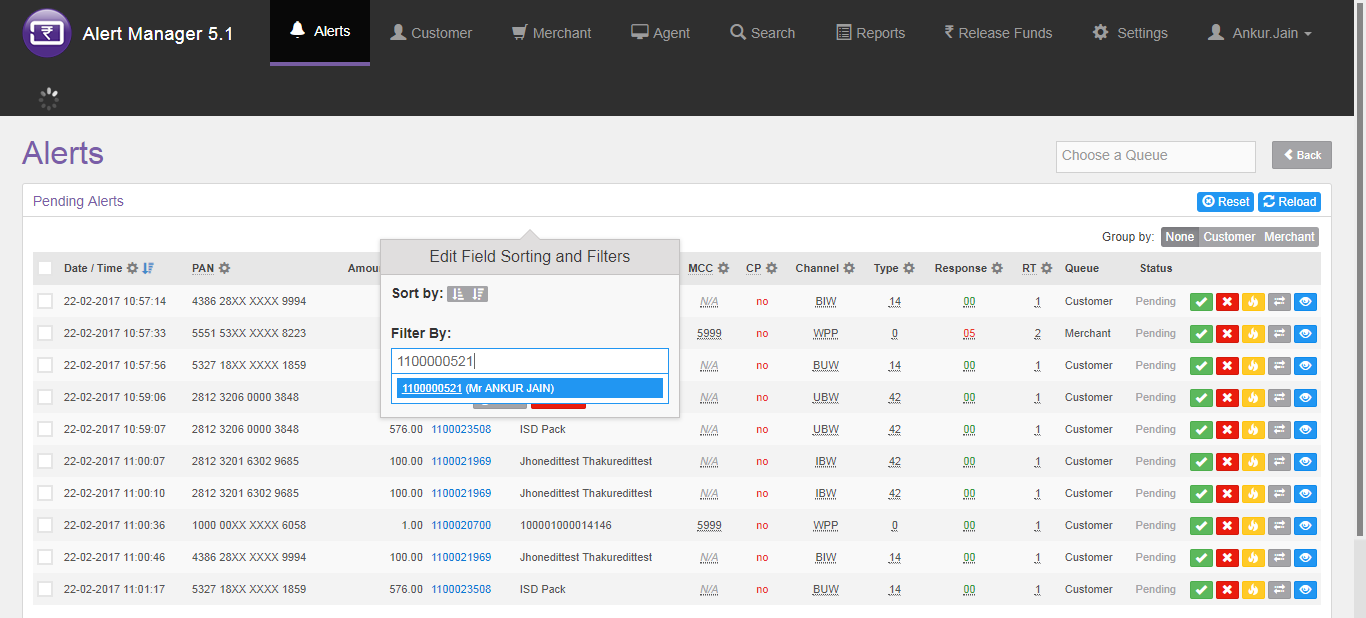 Alert Manager 5.1
Alerts
Customer
Merchant
Agent
Search
Reports
₹ Release Funds
Settings
Ankur.Jain
Alerts
Choose a Queue
Back
Pending Alerts
Reset
Reload
Group by: None Customer Merchant
Edit Field Sorting and Filters
Sort by:
Filter By:
1100000521
1100000521 (Mr ANKUR JAIN)
Date / Time PAN MCC CP Channel Type Response RT Queue Status
22-02-2017 10:57:14 4386 28XX XXXX 9994 N/A no BIW 14 00 1 Customer Pending
22-02-2017 10:57:33 5551 53XX XXXX 8223 5999 no WPP 0 05 2 Merchant Pending
22-02-2017 10:57:56 5327 18XX XXXX 1859 N/A no BUW 14 00 1 Customer Pending
22-02-2017 10:59:06 2812 3206 0000 3848 N/A no UBW 42 00 1 Customer Pending
22-02-2017 10:59:07 2812 3206 0000 3848 576.00 1100023508 ISD Pack N/A no UBW 42 00 1 Customer Pending
22-02-2017 11:00:07 2812 3201 6302 9685 100.00 1100021969 Jhonedittest Thakuredittest N/A no IBW 42 00 1 Customer Pending
22-02-2017 11:00:10 2812 3201 6302 9685 100.00 1100021969 Jhonedittest Thakuredittest N/A no IBW 42 00 1 Customer Pending
22-02-2017 11:00:36 1000 00XX XXXX 6058 1.00 1100020700 100001000014146 5999 no WPP 0 00 1 Customer Pending
22-02-2017 11:00:46 4386 28XX XXXX 9994 100.00 1100021969 Jhonedittest Thakuredittest N/A no BIW 14 00 1 Customer Pending
22-02-2017 11:01:17 5327 18XX XXXX 1859 576.00 1100023508 ISD Pack N/A no BUW 14 00 1 Customer Pending